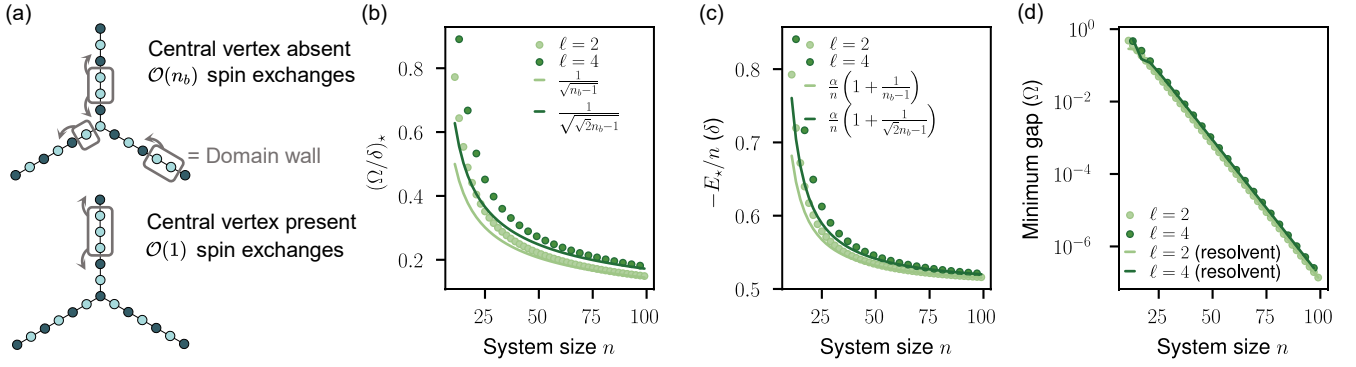 (a)
Central vertex absent
𝒪(n_b) spin exchanges
= Domain wall
Central vertex present
𝒪(1) spin exchanges
(b)
(Ω/δ)⋆
0.8
0.6
0.4
0.2
25 50 75 100
System size n
ℓ = 2
ℓ = 4
1/√(n_b−1)
1/√(√2n_b−1)
(c)
−E⋆/n (δ)
0.8
0.7
0.6
0.5
25 50 75 100
System size n
ℓ = 2
ℓ = 4
α/n (1 + 1/(n_b−1))
α/n (1 + 1/(√2n_b−1))
(d)
Minimum gap (Ω)
10⁰
10⁻²
10⁻⁴
10⁻⁶
25 50 75 100
System size n
ℓ = 2
ℓ = 4
ℓ = 2 (resolvent)
ℓ = 4 (resolvent)